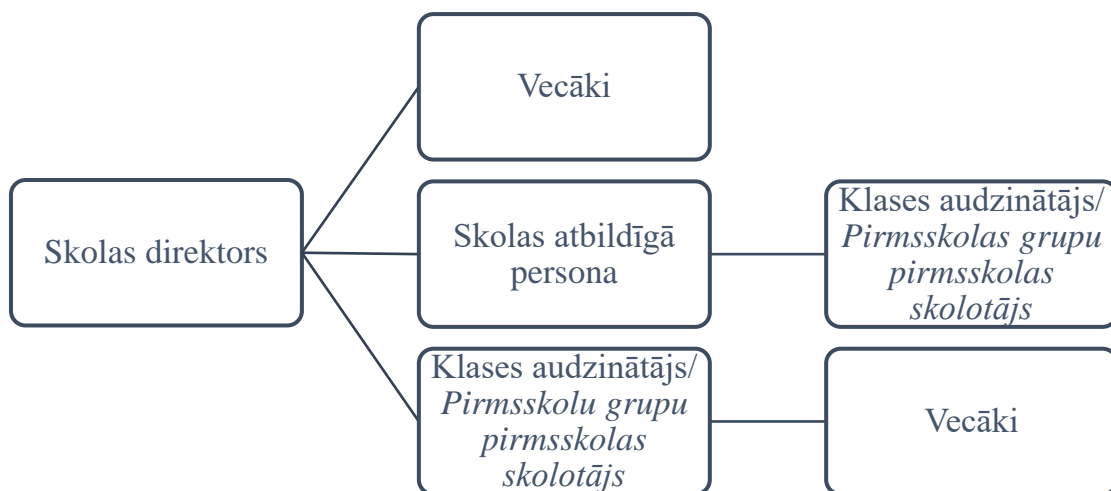 Vecāki
Skolas direktors
Skolas atbildīgā
persona
Klases audzinātājs/
Pirmsskolas grupu
pirmsskolas
skolotājs
Klases audzinātājs/
Pirmsskolu grupu
pirmsskolas
skolotājs
Vecāki